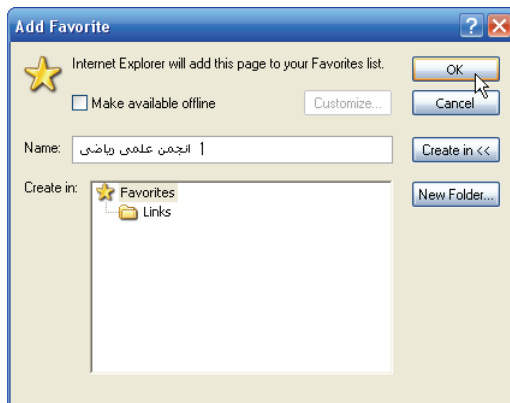 Add Favorite
Internet Explorer will add this page to your Favorites list.
OK
Make available offline
Customize...
Cancel
Name:
انجمن علمی ریاضی 1
Create in <<
Create in:
Favorites
New Folder...
Links